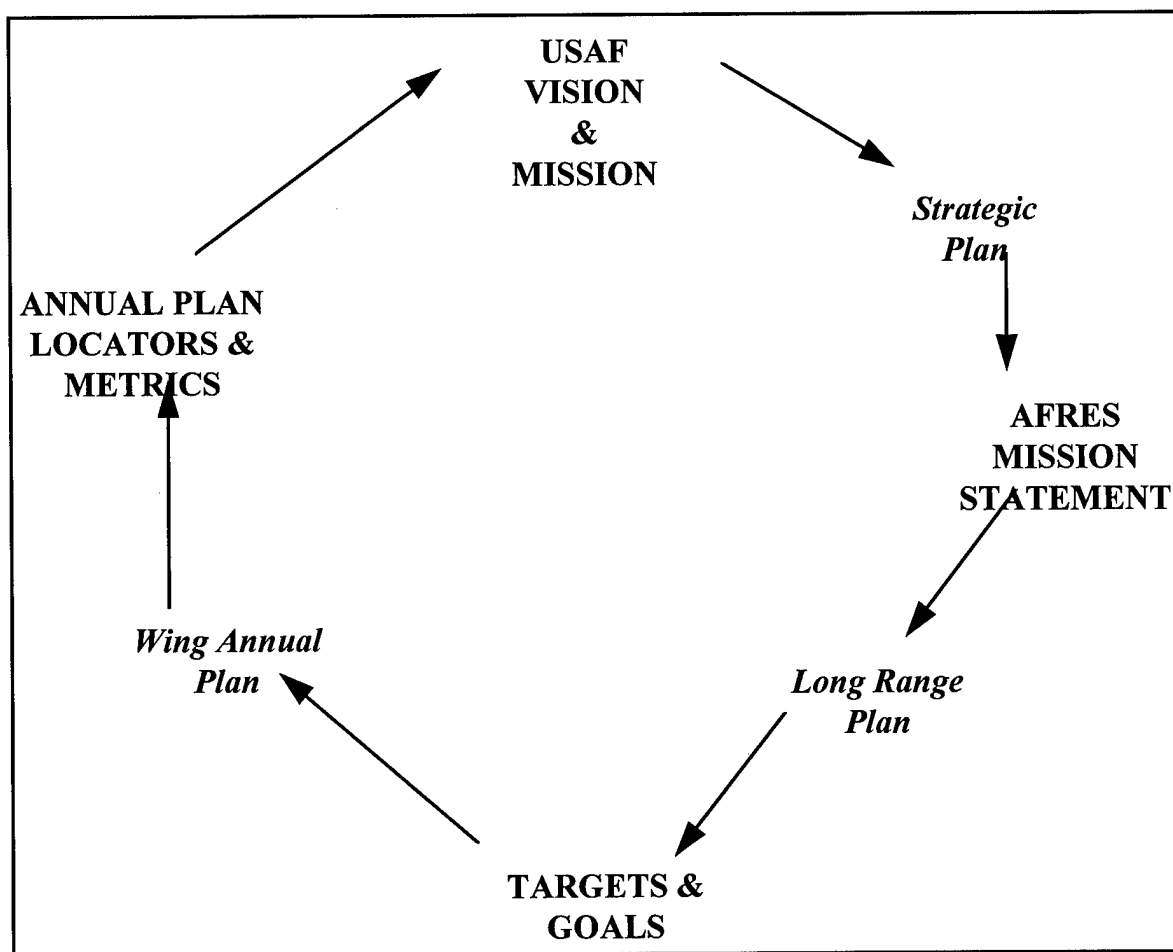 USAF
VISION
&
MISSION
Strategic
Plan
AFRES
MISSION
STATEMENT
Long Range
Plan
TARGETS &
GOALS
Wing Annual
Plan
ANNUAL PLAN
LOCATORS &
METRICS